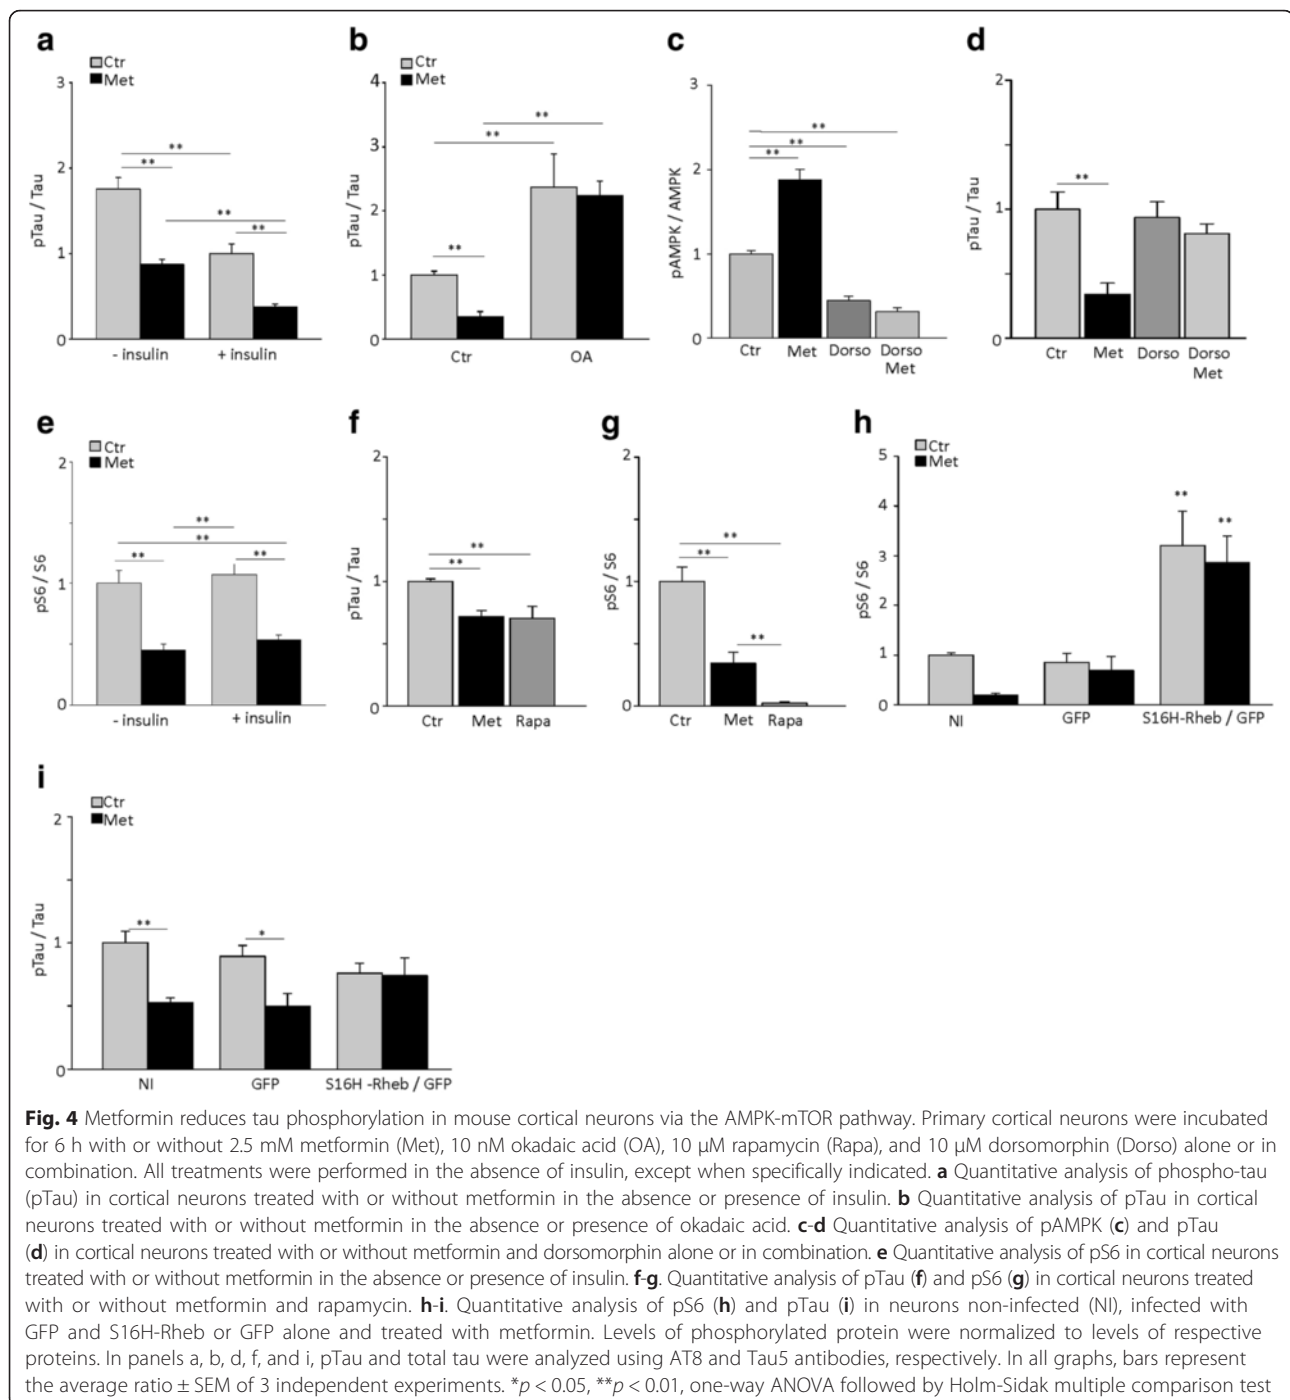 a
b
c
d
Ctr
Met
3
2
1
0
pTau / Tau
**
**
**
**
- insulin
+ insulin
Ctr
Met
4
3
2
1
0
pTau / Tau
**
**
**
Ctr
OA
3
2
1
0
pAMPK / AMPK
**
**
**
Ctr
Met
Dorso
Dorso
Met
2
1
0
pTau / Tau
**
Ctr
Met
Dorso
Dorso
Met
e
f
g
h
Ctr
Met
2
1
0
pS6 / S6
**
**
**
**
- insulin
+ insulin
2
1
0
pTau / Tau
**
**
Ctr
Met
Rapa
2
1
0
pS6 / S6
**
**
**
Ctr
Met
Rapa
Ctr
Met
5
4
3
2
1
0
pS6 / S6
**
**
NI
GFP
S16H-Rheb / GFP
i
Ctr
Met
2
1
0
pTau / Tau
**
*
NI
GFP
S16H -Rheb / GFP
Fig. 4 Metformin reduces tau phosphorylation in mouse cortical neurons via the AMPK-mTOR pathway. Primary cortical neurons were incubated
for 6 h with or without 2.5 mM metformin (Met), 10 nM okadaic acid (OA), 10 μM rapamycin (Rapa), and 10 μM dorsomorphin (Dorso) alone or in
combination. All treatments were performed in the absence of insulin, except when specifically indicated. a Quantitative analysis of phospho-tau
(pTau) in cortical neurons treated with or without metformin in the absence or presence of insulin. b Quantitative analysis of pTau in cortical
neurons treated with or without metformin in the absence or presence of okadaic acid. c-d Quantitative analysis of pAMPK (c) and pTau
(d) in cortical neurons treated with or without metformin and dorsomorphin alone or in combination. e Quantitative analysis of pS6 in cortical neurons
treated with or without metformin in the absence or presence of insulin. f-g. Quantitative analysis of pTau (f) and pS6 (g) in cortical neurons treated
with or without metformin and rapamycin. h-i. Quantitative analysis of pS6 (h) and pTau (i) in neurons non-infected (NI), infected with
GFP and S16H-Rheb or GFP alone and treated with metformin. Levels of phosphorylated protein were normalized to levels of respective
proteins. In panels a, b, d, f, and i, pTau and total tau were analyzed using AT8 and Tau5 antibodies, respectively. In all graphs, bars represent
the average ratio ± SEM of 3 independent experiments. *p < 0.05, **p < 0.01, one-way ANOVA followed by Holm-Sidak multiple comparison test